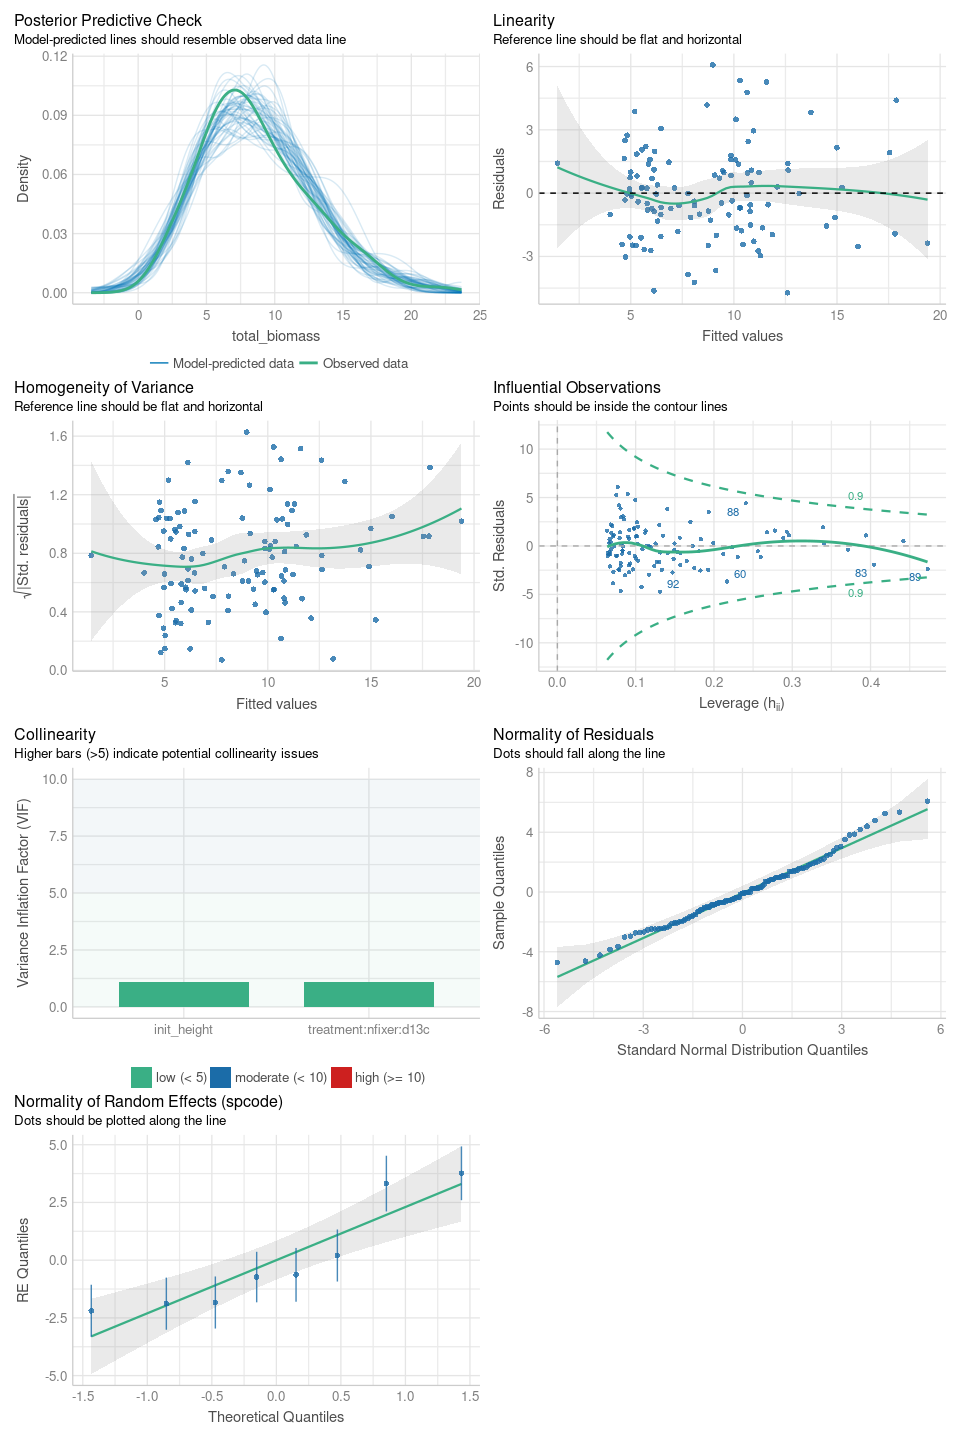 Posterior Predictive Check
Model-predicted lines should resemble observed data line
0.12
0.09
0.06
0.03
0.00
Density
0
5
10
15
20
25
total_biomass
Model-predicted data
Observed data
Linearity
Reference line should be flat and horizontal
6
3
0
-3
Residuals
5
10
15
20
Fitted values
Homogeneity of Variance
Reference line should be flat and horizontal
1.6
1.2
0.8
0.4
0.0
√|Std. residuals|
5
10
15
20
Fitted values
Influential Observations
Points should be inside the contour lines
10
5
0
-5
-10
Std. Residuals
0.9
88
92
60
83
89
0.9
0.0
0.1
0.2
0.3
0.4
Leverage (hii)
Collinearity
Higher bars (>5) indicate potential collinearity issues
10.0
7.5
5.0
2.5
0.0
Variance Inflation Factor (VIF)
init_height
treatment:nfixer:d13c
low (< 5)
moderate (< 10)
high (>= 10)
Normality of Residuals
Dots should fall along the line
8
4
0
-4
-8
Sample Quantiles
-6
-3
0
3
6
Standard Normal Distribution Quantiles
Normality of Random Effects (spcode)
Dots should be plotted along the line
5.0
2.5
0.0
-2.5
-5.0
RE Quantiles
-1.5
-1.0
-0.5
0.0
0.5
1.0
1.5
Theoretical Quantiles